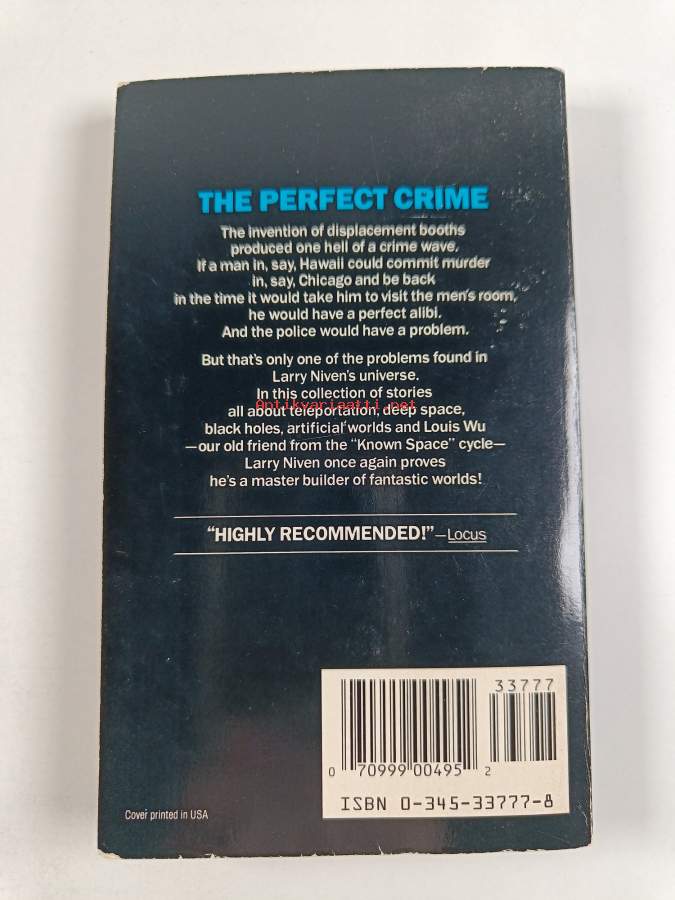 THE PERFECT CRIME
The invention of displacement booths
produced one hell of a crime wave.
If a man in, say, Hawaii could commit murder
in, say, Chicago and be back
in the time it would take him to visit the men's room,
he would have a perfect alibi.
And the police would have a problem.
But that's only one of the problems found in
Larry Niven's universe.
In this collection of stories
Antikvariaatti.net
all about teleportation, deep space,
black holes, artificial worlds and Louis Wu
—our old friend from the "Known Space" cycle—
Larry Niven once again proves
he's a master builder of fantastic worlds!
"HIGHLY RECOMMENDED!"—Locus
33777
0 70999 00495 2
ISBN 0-345-33777-8
Cover printed in USA